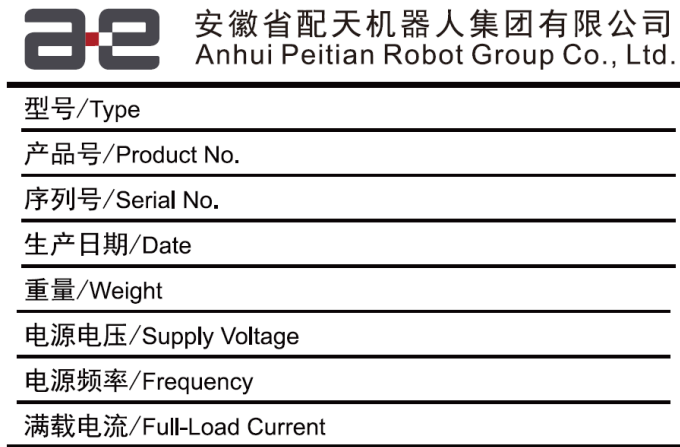 ae
安徽省配天机器人集团有限公司
Anhui Peitian Robot Group Co., Ltd.
型号/Type
产品号/Product No.
序列号/Serial No.
生产日期/Date
重量/Weight
电源电压/Supply Voltage
电源频率/Frequency
满载电流/Full-Load Current